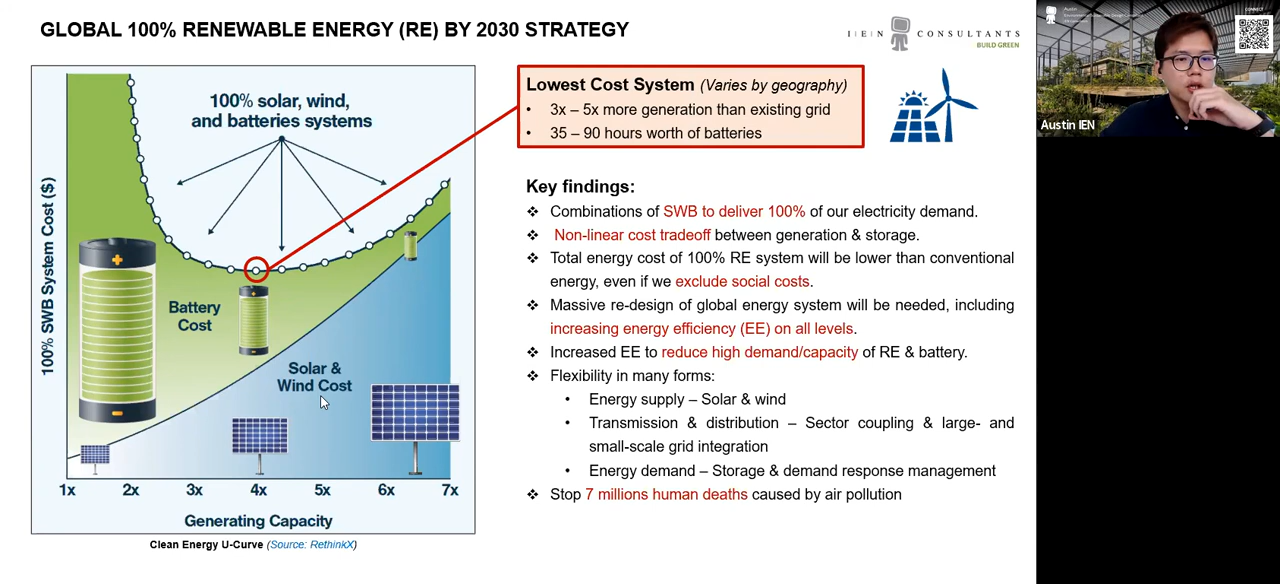 GLOBAL 100% RENEWABLE ENERGY (RE) BY 2030 STRATEGY
I | E | N CONSULTANTS
BUILD GREEN
100% solar, wind,
and batteries systems
100% SWB System Cost ($)
Battery
Cost
Solar &
Wind Cost
1x 2x 3x 4x 5x 6x 7x
Generating Capacity
Clean Energy U-Curve (Source: RethinkX)
Lowest Cost System (Varies by geography)
• 3x – 5x more generation than existing grid
• 35 – 90 hours worth of batteries
Key findings:
❖ Combinations of SWB to deliver 100% of our electricity demand.
❖ Non-linear cost tradeoff between generation & storage.
❖ Total energy cost of 100% RE system will be lower than conventional
energy, even if we exclude social costs.
❖ Massive re-design of global energy system will be needed, including
increasing energy efficiency (EE) on all levels.
❖ Increased EE to reduce high demand/capacity of RE & battery.
❖ Flexibility in many forms:
• Energy supply – Solar & wind
• Transmission & distribution – Sector coupling & large- and
small-scale grid integration
• Energy demand – Storage & demand response management
❖ Stop 7 millions human deaths caused by air pollution
Austin
CONNECT
Austin IEN